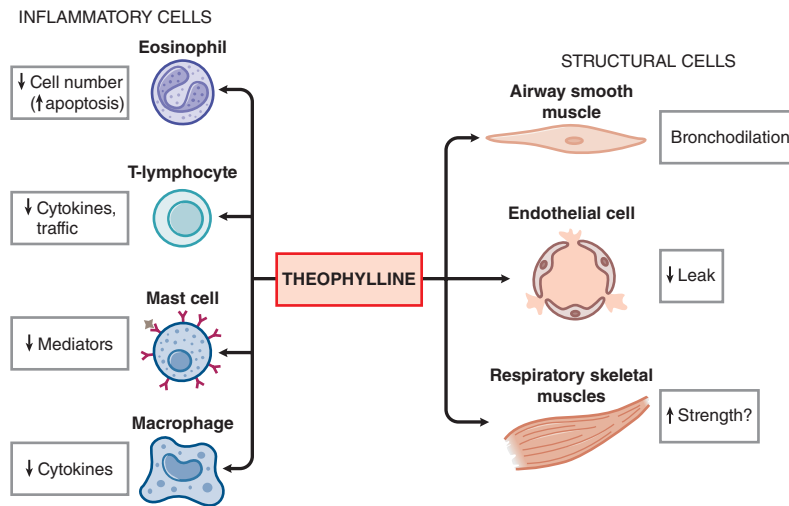 INFLAMMATORY CELLS
Eosinophil
↓ Cell number
(↑ apoptosis)
T-lymphocyte
↓ Cytokines,
traffic
Mast cell
↓ Mediators
Macrophage
↓ Cytokines
THEOPHYLLINE
STRUCTURAL CELLS
Airway smooth
muscle
Bronchodilation
Endothelial cell
↓ Leak
Respiratory skeletal
muscles
↑ Strength?